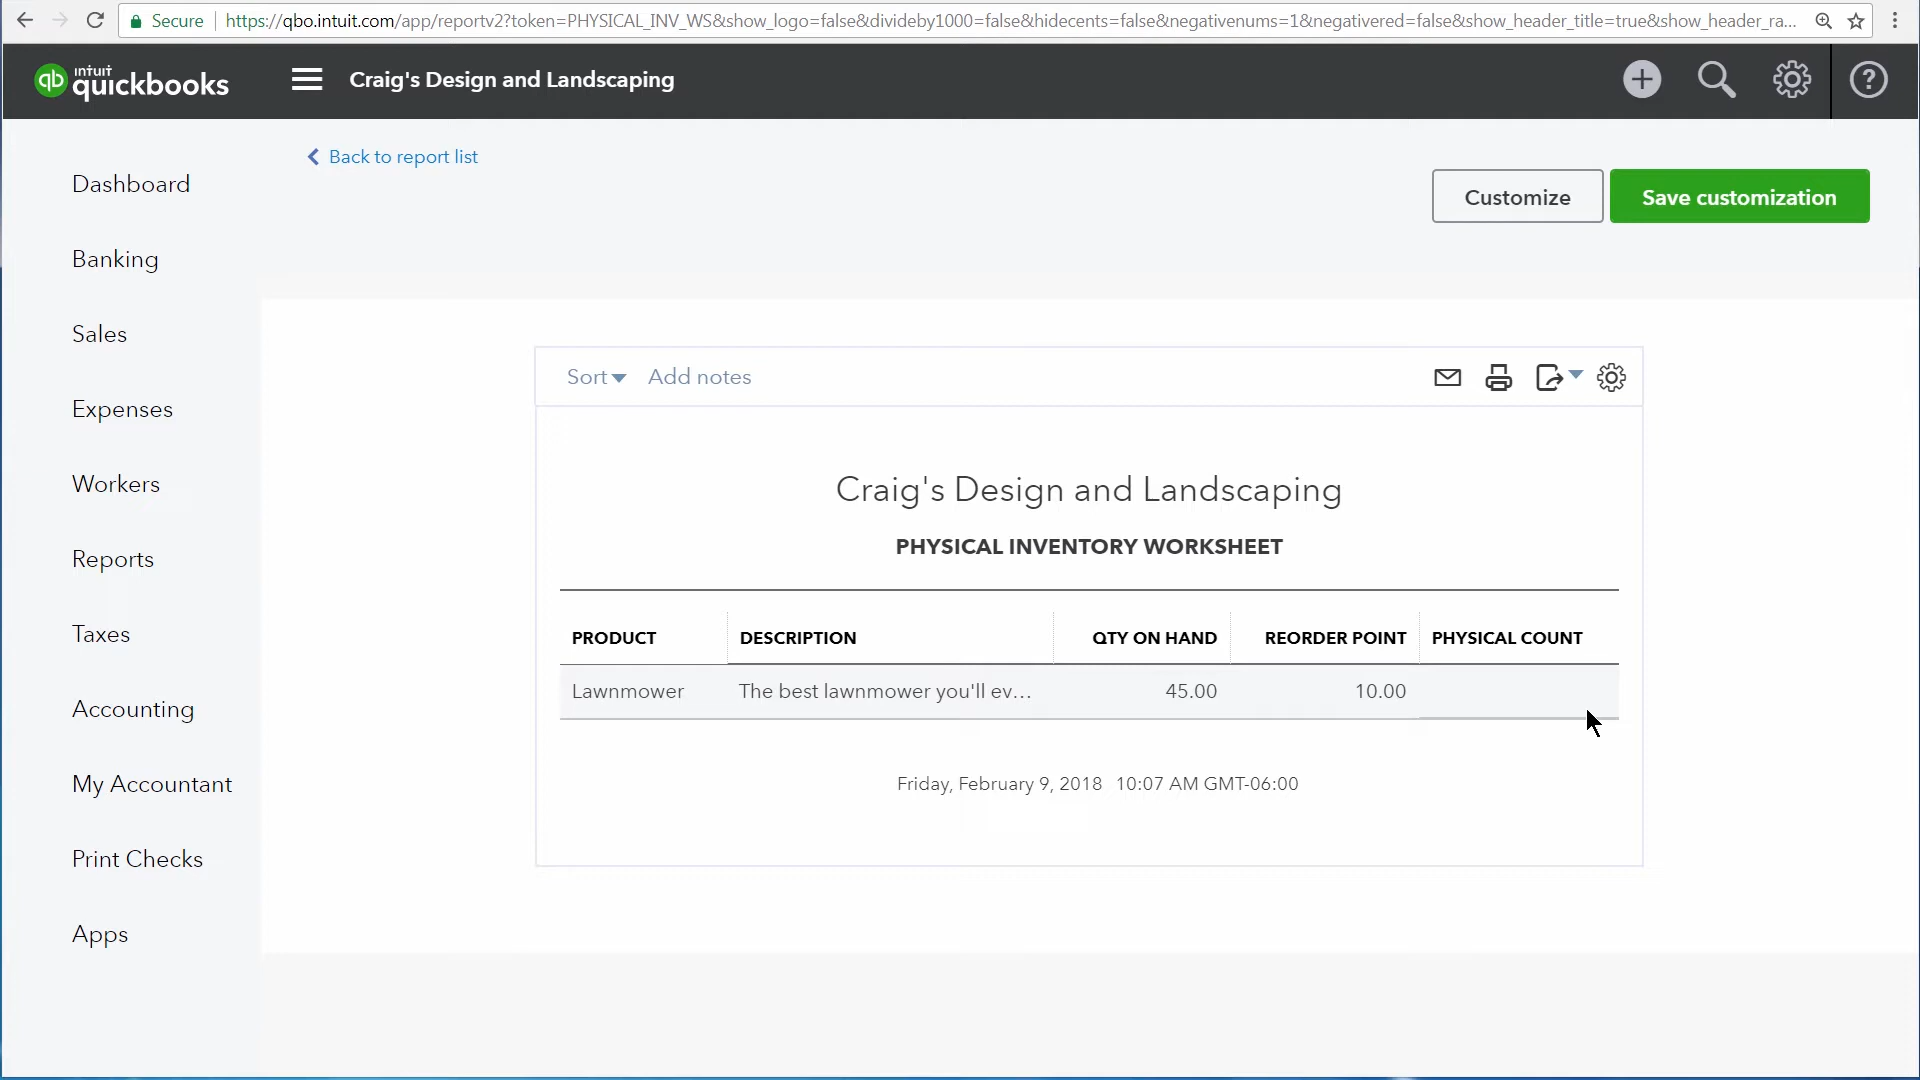 Secure
https://qbo.intuit.com/app/reportv2?token=PHYSICAL_INV_WS&show_logo=false&divideby1000=false&hidecents=false&negativenums=1&negativered=false&show_header_title=true&show_header_ra...
qb intuit quickbooks
Craig's Design and Landscaping
?
Back to report list
Customize
Save customization
Dashboard
Banking
Sales
Expenses
Workers
Reports
Taxes
Accounting
My Accountant
Print Checks
Apps
Sort Add notes
Craig's Design and Landscaping
PHYSICAL INVENTORY WORKSHEET
PRODUCT DESCRIPTION QTY ON HAND REORDER POINT PHYSICAL COUNT
Lawnmower The best lawnmower you'll ev... 45.00 10.00
Friday, February 9, 2018 10:07 AM GMT-06:00